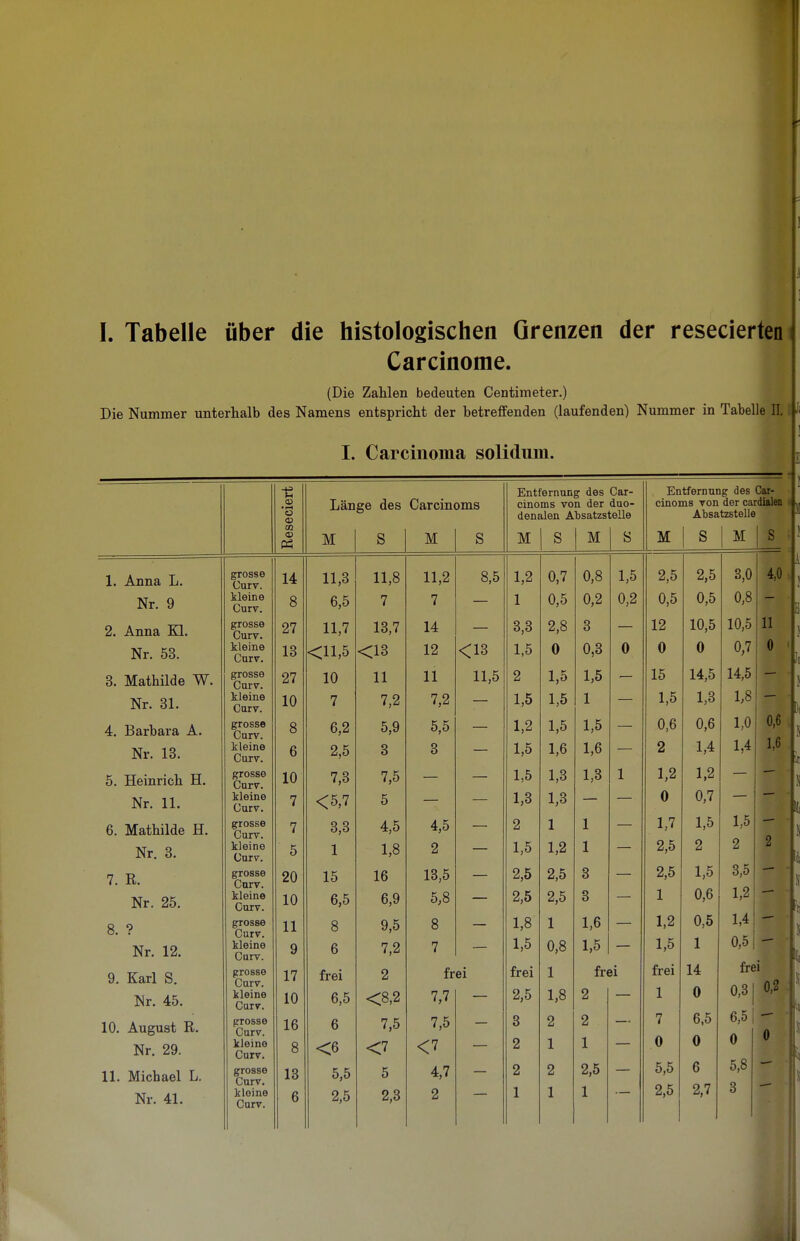 I. Tabelle über die histologischen Grenzen der resecierten
Carcinome.
(Die Zahlen bedeuten Centimeter.)
Die Nummer unterhalb des Namens entspricht der betreffenden (laufenden) Nummer in Tabelle II.
I. Carcinoma solidum.
Reseciert | Länge des Carcinoms | Entfernung des Carcinoms von der duodenalen Absatzstelle | Entfernung des Carcinoms von der cardialen Absatzstelle
M | S | M | S | M | S | M | S | M | S | M | S
1. Anna L. | grosse Curv. | 14 | 11,3 | 11,8 | 11,2 | 8,5 | 1,2 | 0,7 | 0,8 | 1,5 | 2,5 | 2,5 | 3,0 | 4,0
Nr. 9 | kleine Curv. | 8 | 6,5 | 7 | 7 | — | 1 | 0,5 | 0,2 | 0,2 | 0,5 | 0,5 | 0,8 | —
2. Anna Kl. | grosse Curv. | 27 | 11,7 | 13,7 | 14 | — | 3,3 | 2,8 | 3 | — | 12 | 10,5 | 10,5 | 11
Nr. 53. | kleine Curv. | 13 | <11,5 | <13 | 12 | <13 | 1,5 | 0 | 0,3 | 0 | 0 | 0 | 0,7 | 0
3. Mathilde W. | grosse Curv. | 27 | 10 | 11 | 11 | 11,5 | 2 | 1,5 | 1,5 | — | 15 | 14,5 | 14,5 | —
Nr. 31. | kleine Curv. | 10 | 7 | 7,2 | 7,2 | — | 1,5 | 1,5 | 1 | — | 1,5 | 1,3 | 1,8 | —
4. Barbara A. | grosse Curv. | 8 | 6,2 | 5,9 | 5,5 | — | 1,2 | 1,5 | 1,5 | — | 0,6 | 0,6 | 1,0 | 0,6
Nr. 13. | kleine Curv. | 6 | 2,5 | 3 | 3 | — | 1,5 | 1,6 | 1,6 | — | 2 | 1,4 | 1,4 | 1,6
5. Heinrich H. | grosse Curv. | 10 | 7,3 | 7,5 | — | — | 1,5 | 1,3 | 1,3 | 1 | 1,2 | 1,2 | — | —
Nr. 11. | kleine Curv. | 7 | <5,7 | 5 | — | — | 1,3 | 1,3 | — | — | 0 | 0,7 | — | —
6. Mathilde H. | grosse Curv. | 7 | 3,3 | 4,5 | 4,5 | — | 2 | 1 | 1 | — | 1,7 | 1,5 | 1,5 | —
Nr. 3. | kleine Curv. | 5 | 1 | 1,8 | 2 | — | 1,5 | 1,2 | 1 | — | 2,5 | 2 | 2 | 2
7. R. | grosse Curv. | 20 | 15 | 16 | 13,5 | — | 2,5 | 2,5 | 3 | — | 2,5 | 1,5 | 3,5 | —
Nr. 25. | kleine Curv. | 10 | 6,5 | 6,9 | 5,8 | — | 2,5 | 2,5 | 3 | — | 1 | 0,6 | 1,2 | —
8. ? | grosse Curv. | 11 | 8 | 9,5 | 8 | — | 1,8 | 1 | 1,6 | — | 1,2 | 0,5 | 1,4 | —
Nr. 12. | kleine Curv. | 9 | 6 | 7,2 | 7 | — | 1,5 | 0,8 | 1,5 | — | 1,5 | 1 | 0,5 | —
9. Karl S. | grosse Curv. | 17 | frei | 2 | frei | frei | 1 | frei | frei | 14 | frei
Nr. 45. | kleine Curv. | 10 | 6,5 | <8,2 | 7,7 | — | 2,5 | 1,8 | 2 | — | 1 | 0 | 0,3 | 0,2
10. August R. | grosse Curv. | 16 | 6 | 7,5 | 7,5 | — | 3 | 2 | 2 | — | 7 | 6,5 | 6,5 | —
Nr. 29. | kleine Curv. | 8 | <6 | <7 | <7 | — | 2 | 1 | 1 | — | 0 | 0 | 0 | 0
11. Michael L. | grosse Curv. | 13 | 5,5 | 5 | 4,7 | — | 2 | 2 | 2,5 | — | 5,5 | 6 | 5,8 | —
Nr. 41. | kleine Curv. | 6 | 2,5 | 2,3 | 2 | — | 1 | 1 | 1 | — | 2,5 | 2,7 | 3 | —